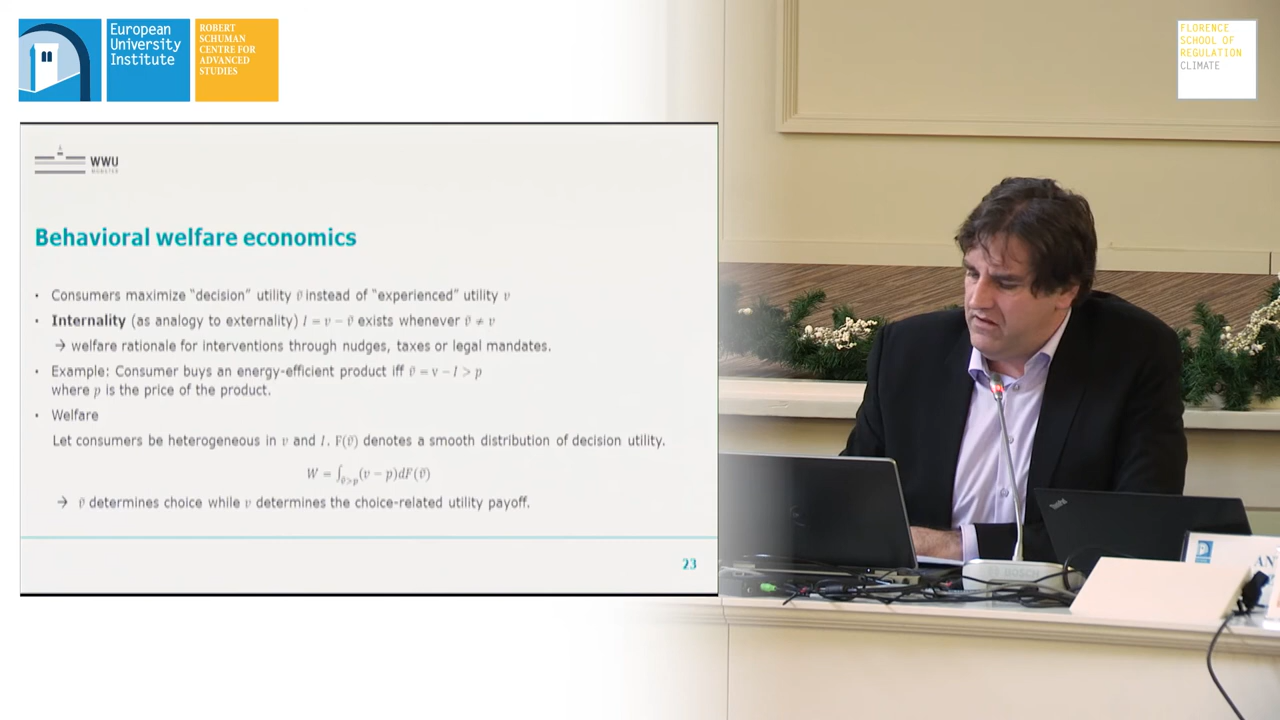 European
University
Institute
ROBERT
SCHUMAN
CENTRE FOR
ADVANCED
STUDIES
FLORENCE
SCHOOL OF
REGULATION
CLIMATE
WWU
MÜNSTER
Behavioral welfare economics
• Consumers maximize “decision” utility ṽ instead of “experienced” utility v
• Internality (as analogy to externality) I = v − ṽ exists whenever ṽ ≠ v
→ welfare rationale for interventions through nudges, taxes or legal mandates.
• Example: Consumer buys an energy-efficient product iff ṽ = v − I > p
where p is the price of the product.
• Welfare
Let consumers be heterogeneous in v and I. F(ṽ) denotes a smooth distribution of decision utility.
W = ∫ṽ>p(v − p)dF(ṽ)
→ ṽ determines choice while v determines the choice-related utility payoff.
23
ThinkPad
BOSCH
AN